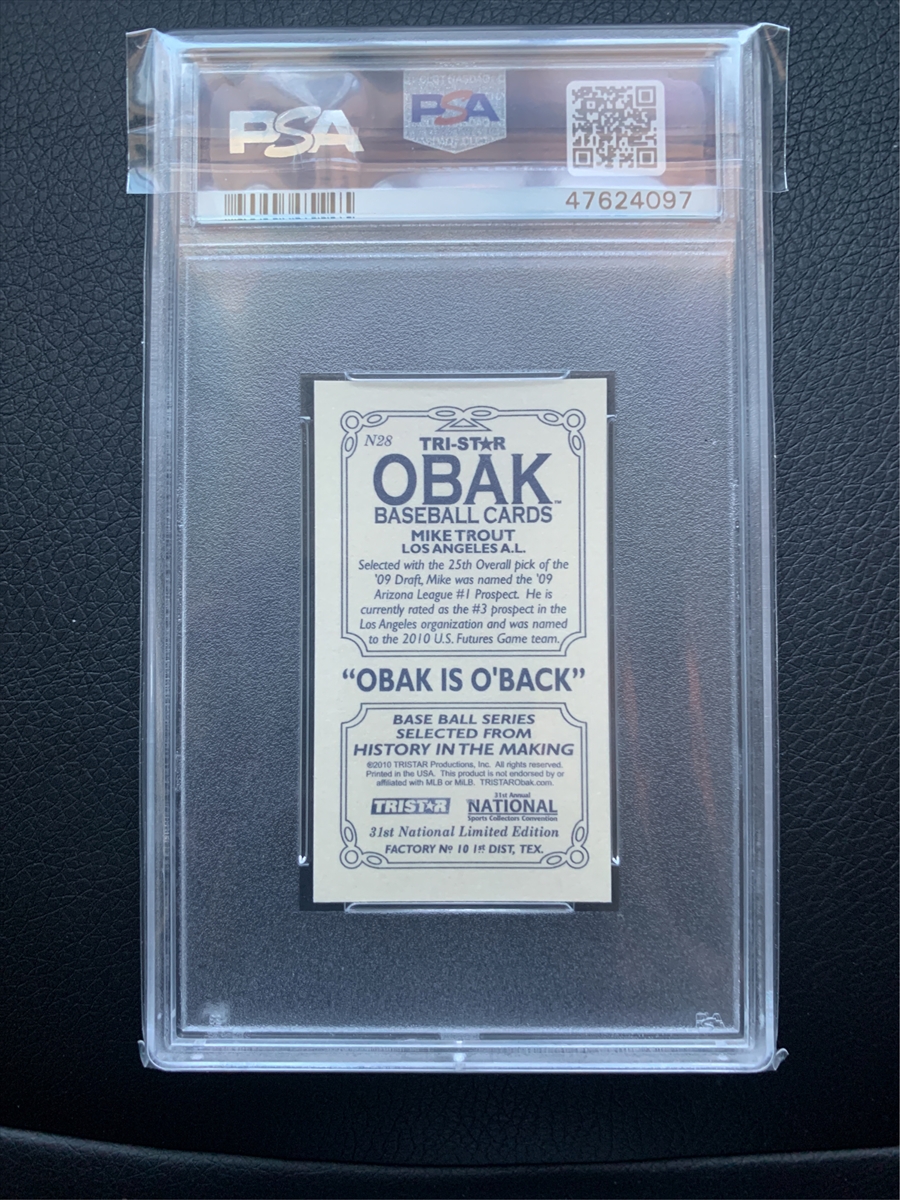 PSA
PSA
47624097
N28
TRI-STAR
OBAK™
BASEBALL CARDS
MIKE TROUT
LOS ANGELES A.L.
Selected with the 25th Overall pick of the
'09 Draft, Mike was named the '09
Arizona League #1 Prospect. He is
currently rated as the #3 prospect in the
Los Angeles organization and was named
to the 2010 U.S. Futures Game team.
“OBAK IS O'BACK”
BASE BALL SERIES
SELECTED FROM
HISTORY IN THE MAKING
©2010 TRISTAR Productions, Inc. All rights reserved.
Printed in the USA. This product is not endorsed by or
affiliated with MLB or MiLB. TRISTARObak.com.
TRISTAR
31st Annual
THE NATIONAL
Sports Collectors Convention
31st National Limited Edition
FACTORY No 10 1st DIST, TEX.
PSA